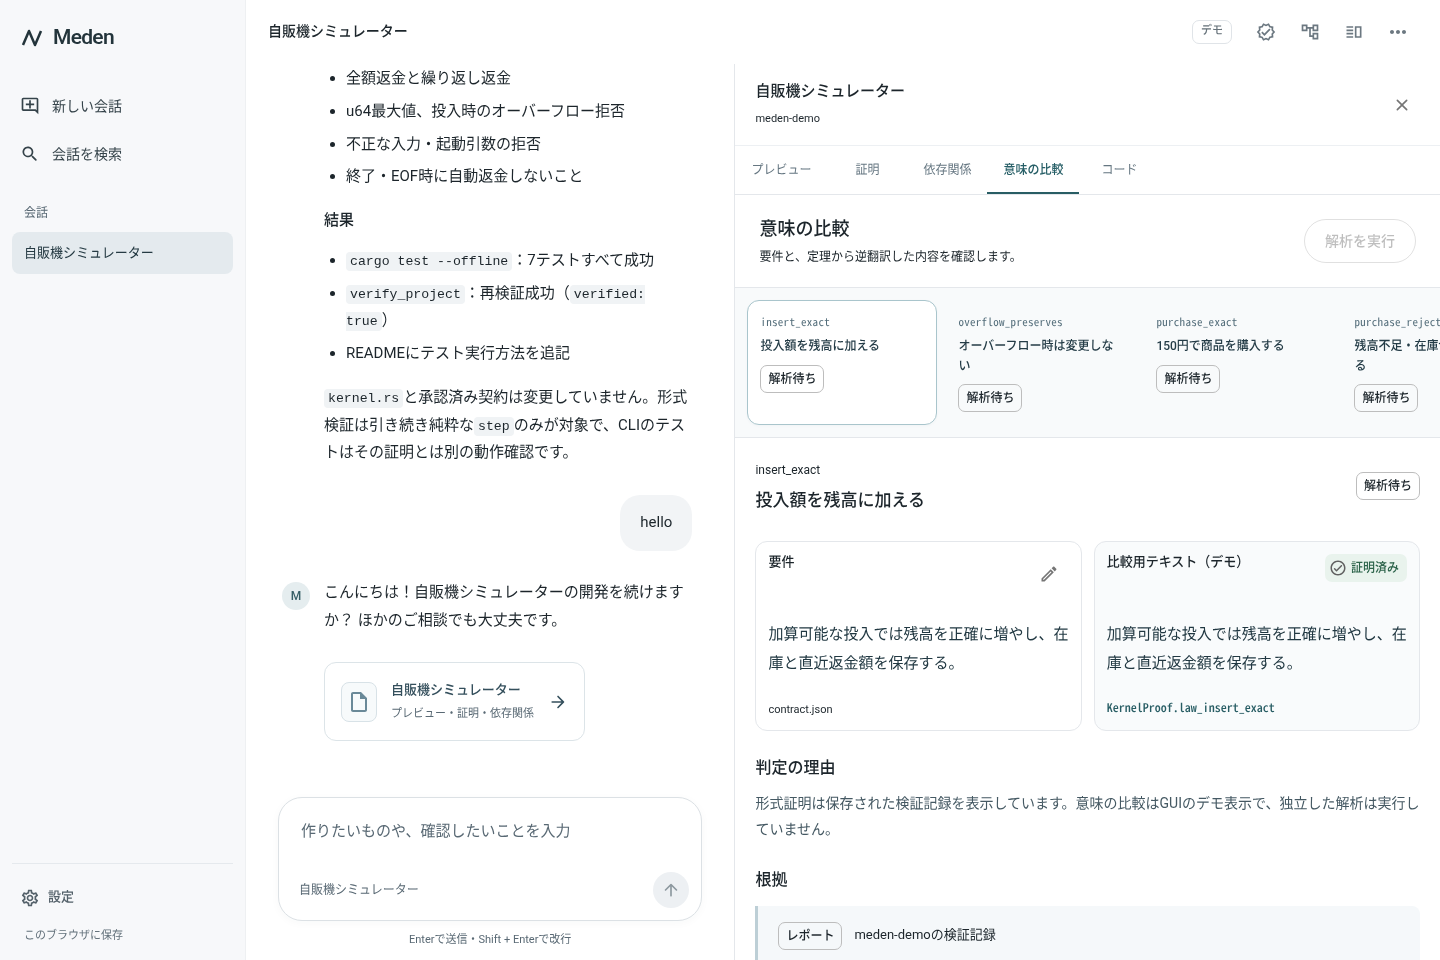 Meden
新しい会話
会話を検索
会話
自販機シミュレーター
設定
このブラウザに保存
自販機シミュレーター
デモ
全額返金と繰り返し返金
u64最大値、投入時のオーバーフロー拒否
不正な入力・起動引数の拒否
終了・EOF時に自動返金しないこと
結果
cargo test --offline：7テストすべて成功
verify_project：再検証成功（verified:
true）
READMEにテスト実行方法を追記
kernel.rsと承認済み契約は変更していません。形式
検証は引き続き純粋なstepのみが対象で、CLIのテス
トはその証明とは別の動作確認です。
hello
M
こんにちは！自販機シミュレーターの開発を続けます
か？ ほかのご相談でも大丈夫です。
自販機シミュレーター
プレビュー・証明・依存関係
作りたいものや、確認したいことを入力
自販機シミュレーター
Enterで送信・Shift + Enterで改行
自販機シミュレーター
meden-demo
プレビュー
証明
依存関係
意味の比較
コード
意味の比較
要件と、定理から逆翻訳した内容を確認します。
解析を実行
insert_exact
投入額を残高に加える
解析待ち
overflow_preserves
オーバーフロー時は変更しな
い
解析待ち
purchase_exact
150円で商品を購入する
解析待ち
purchase_reject
残高不足・在庫
る
解析待ち
insert_exact
投入額を残高に加える
解析待ち
要件
加算可能な投入では残高を正確に増やし、在
庫と直近返金額を保存する。
contract.json
比較用テキスト（デモ）
証明済み
加算可能な投入では残高を正確に増やし、在
庫と直近返金額を保存する。
KernelProof.law_insert_exact
判定の理由
形式証明は保存された検証記録を表示しています。意味の比較はGUIのデモ表示で、独立した解析は実行し
ていません。
根拠
レポート
meden-demoの検証記録